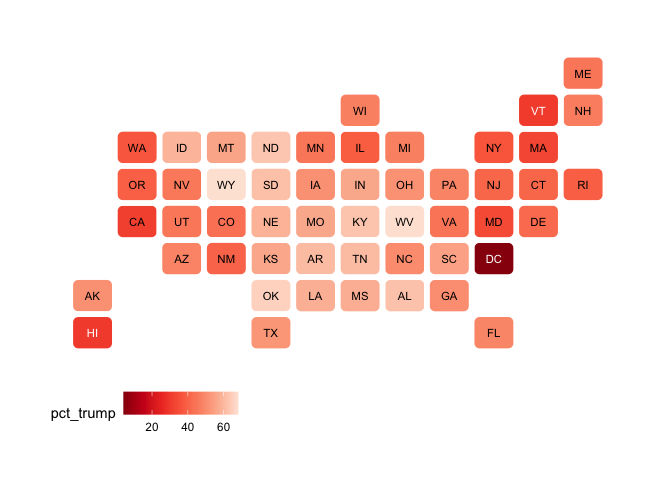 ME
WI VT NH
WA ID MT ND MN IL MI NY MA
OR NV WY SD IA IN OH PA NJ CT RI
CA UT CO NE MO KY WV VA MD DE
AZ NM KS AR TN NC SC DC
AK OK LA MS AL GA
HI TX FL
pct_trump
20 40 60